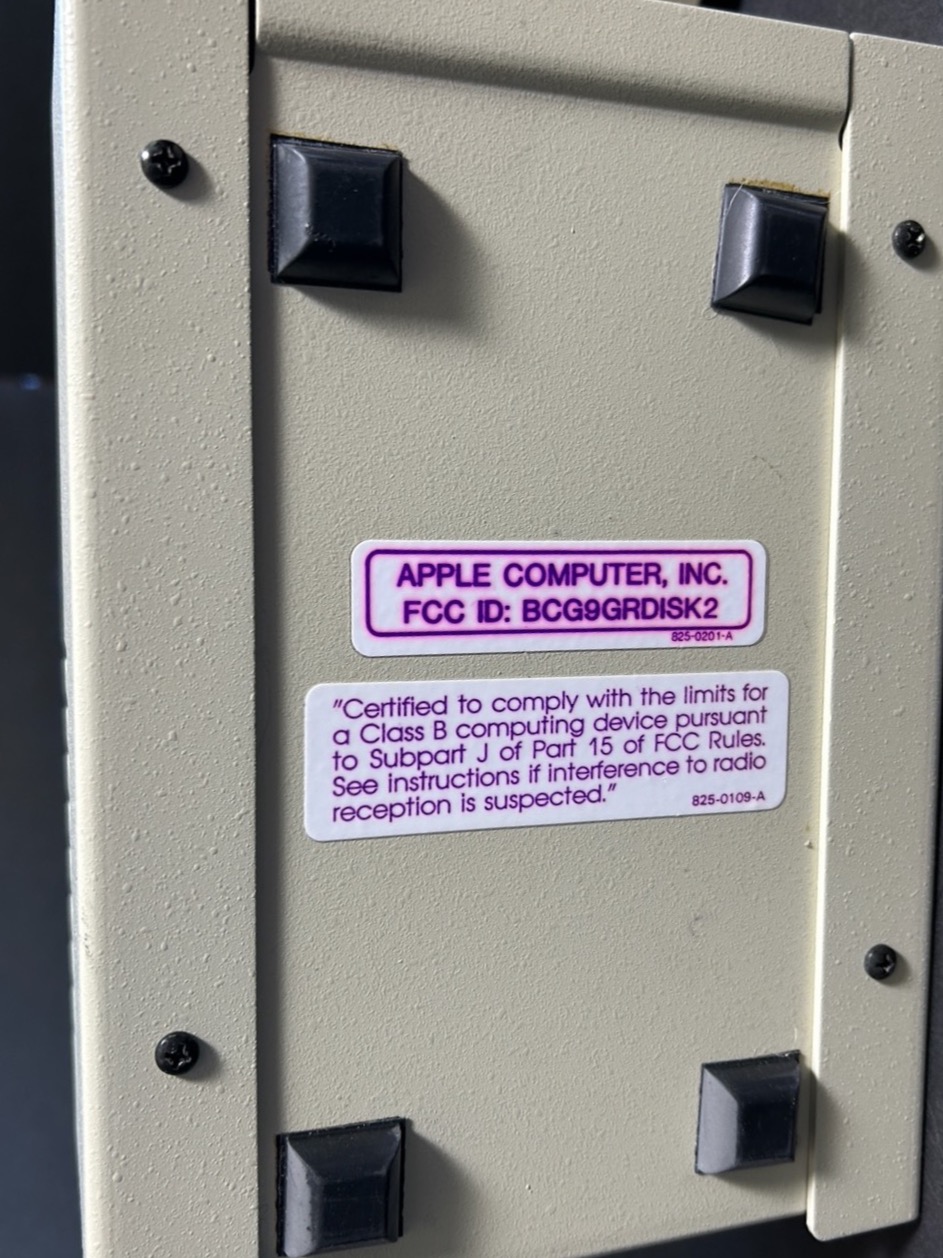 APPLE COMPUTER, INC.
FCC ID: BCG9GRDISK2
825-0201-A
"Certified to comply with the limits for
a Class B computing device pursuant
to Subpart J of Part 15 of FCC Rules.
See instructions if interference to radio
reception is suspected."
825-0109-A